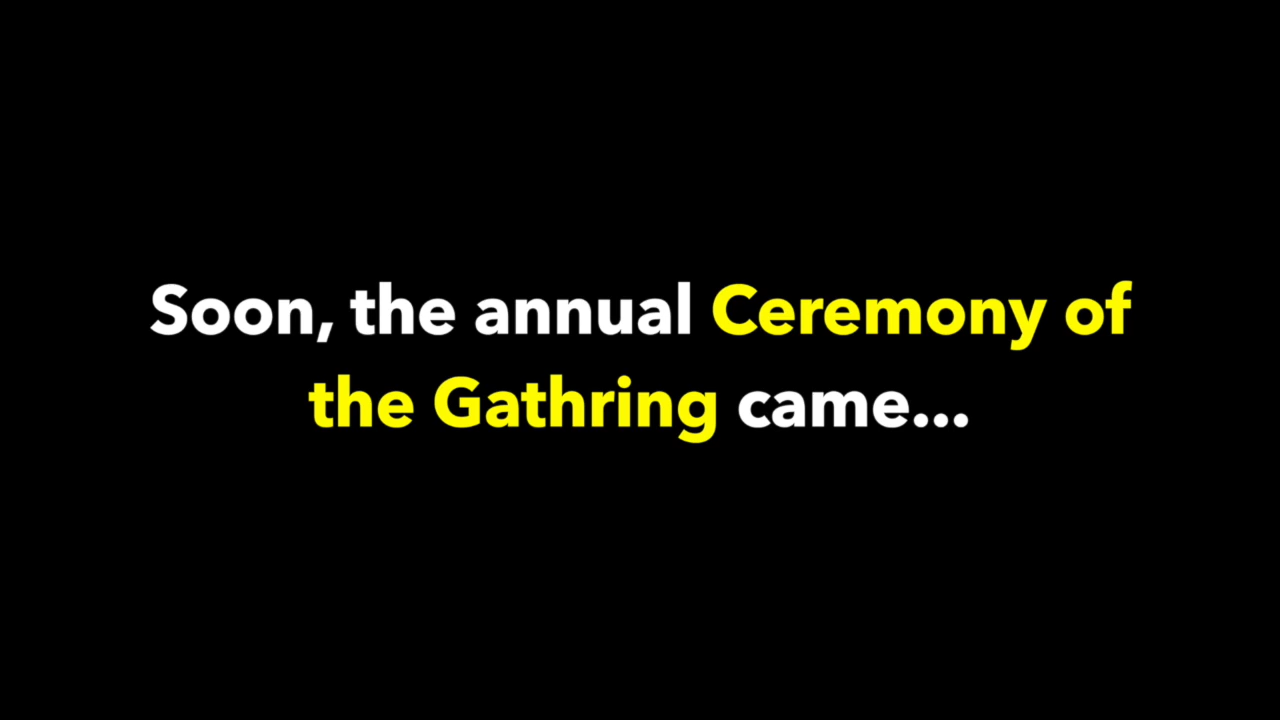 Soon, the annual Ceremony of
the Gathring came...